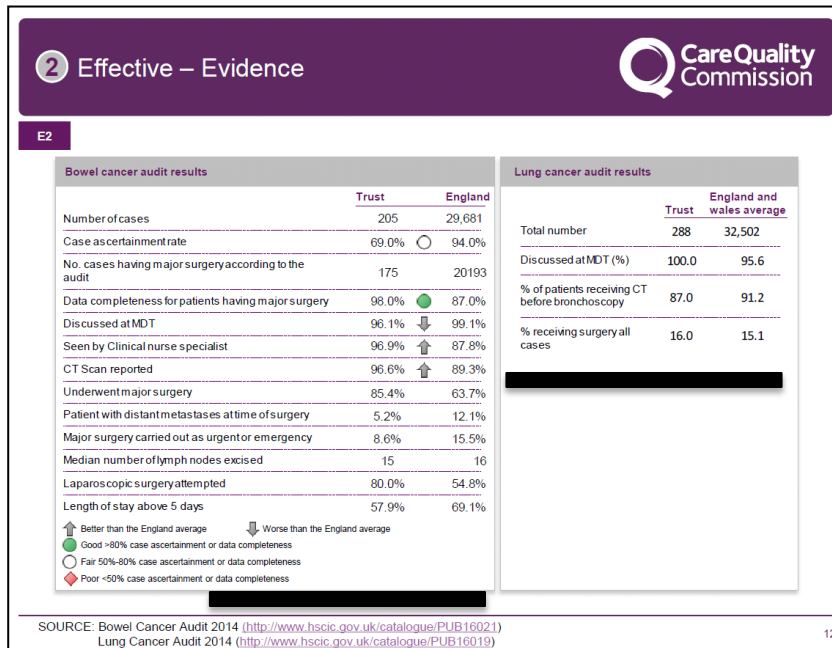 2 Effective – Evidence
CareQuality
Commission
E2
Bowel cancer audit results
Trust England
Number of cases 205 29,681
Case ascertainment rate 69.0% 94.0%
No. cases having major surgery according to the
audit 175 20193
Data completeness for patients having major surgery 98.0% 87.0%
Discussed at MDT 96.1% 99.1%
Seen by Clinical nurse specialist 96.9% 87.8%
CT Scan reported 96.6% 89.3%
Underwent major surgery 85.4% 63.7%
Patient with distant metastases at time of surgery 5.2% 12.1%
Major surgery carried out as urgent or emergency 8.6% 15.5%
Median number of lymph nodes excised 15 16
Laparoscopic surgery attempted 80.0% 54.8%
Length of stay above 5 days 57.9% 69.1%
Better than the England average Worse than the England average
Good >80% case ascertainment or data completeness
Fair 50%-80% case ascertainment or data completeness
Poor <50% case ascertainment or data completeness
Lung cancer audit results
Trust England and
wales average
Total number 288 32,502
Discussed at MDT (%) 100.0 95.6
% of patients receiving CT
before bronchoscopy 87.0 91.2
% receiving surgery all
cases 16.0 15.1
SOURCE: Bowel Cancer Audit 2014 (http://www.hscic.gov.uk/catalogue/PUB16021)
Lung Cancer Audit 2014 (http://www.hscic.gov.uk/catalogue/PUB16019)